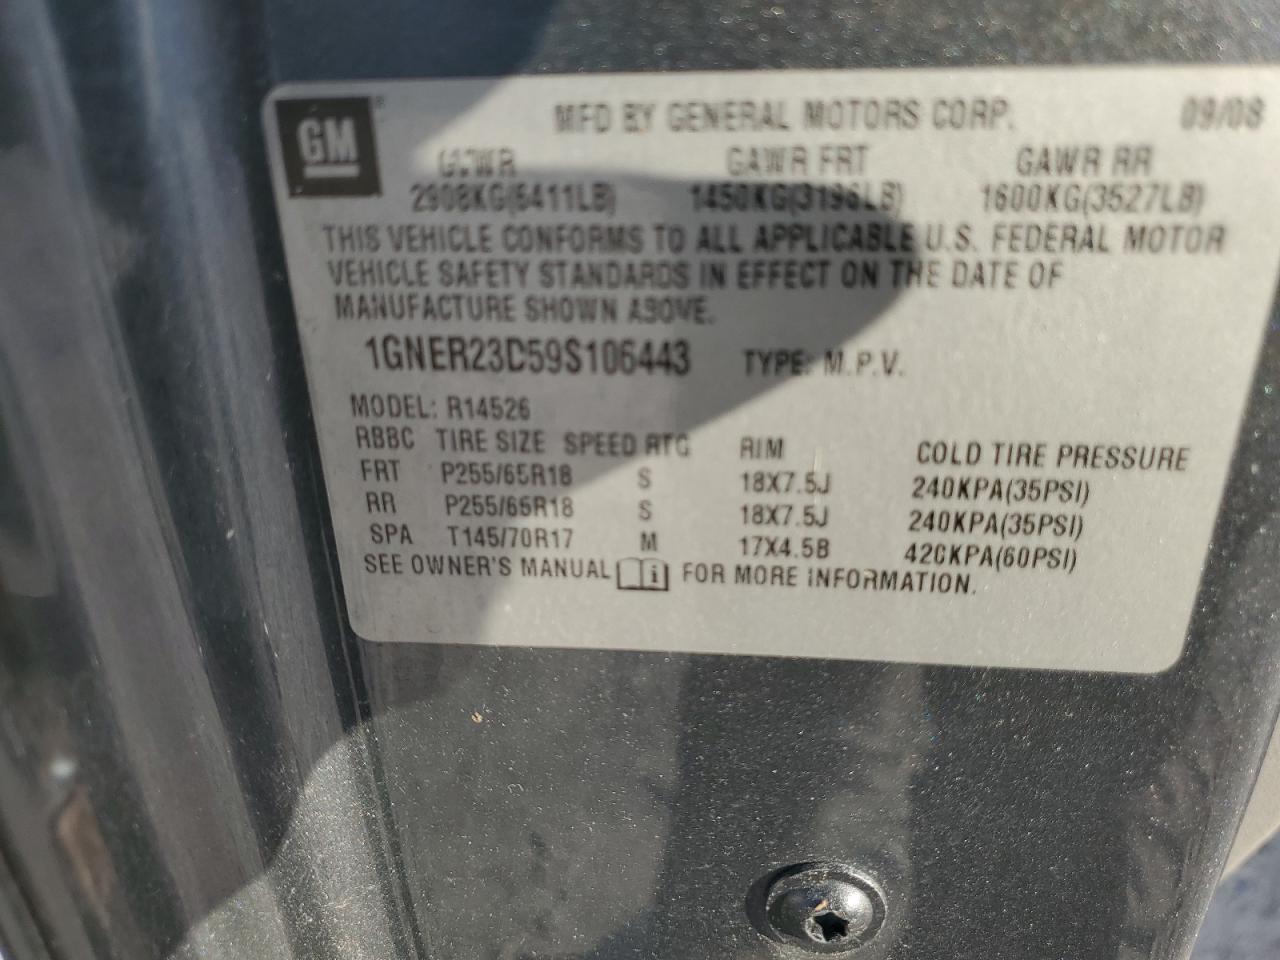 GM
MFD BY GENERAL MOTORS CORP. 09/08
GVWR GAWR FRT GAWR RR
2908KG(6411LB) 1450KG(3196LB) 1600KG(3527LB)
THIS VEHICLE CONFORMS TO ALL APPLICABLE U.S. FEDERAL MOTOR
VEHICLE SAFETY STANDARDS IN EFFECT ON THE DATE OF
MANUFACTURE SHOWN ABOVE.
1GNER23D59S106443 TYPE: M.P.V.
MODEL: R14526
RBBC TIRE SIZE SPEED RTG RIM COLD TIRE PRESSURE
FRT P255/65R18 S 18X7.5J 240KPA(35PSI)
RR P255/65R18 S 18X7.5J 240KPA(35PSI)
SPA T145/70R17 M 17X4.5B 420KPA(60PSI)
SEE OWNER'S MANUAL FOR MORE INFORMATION.